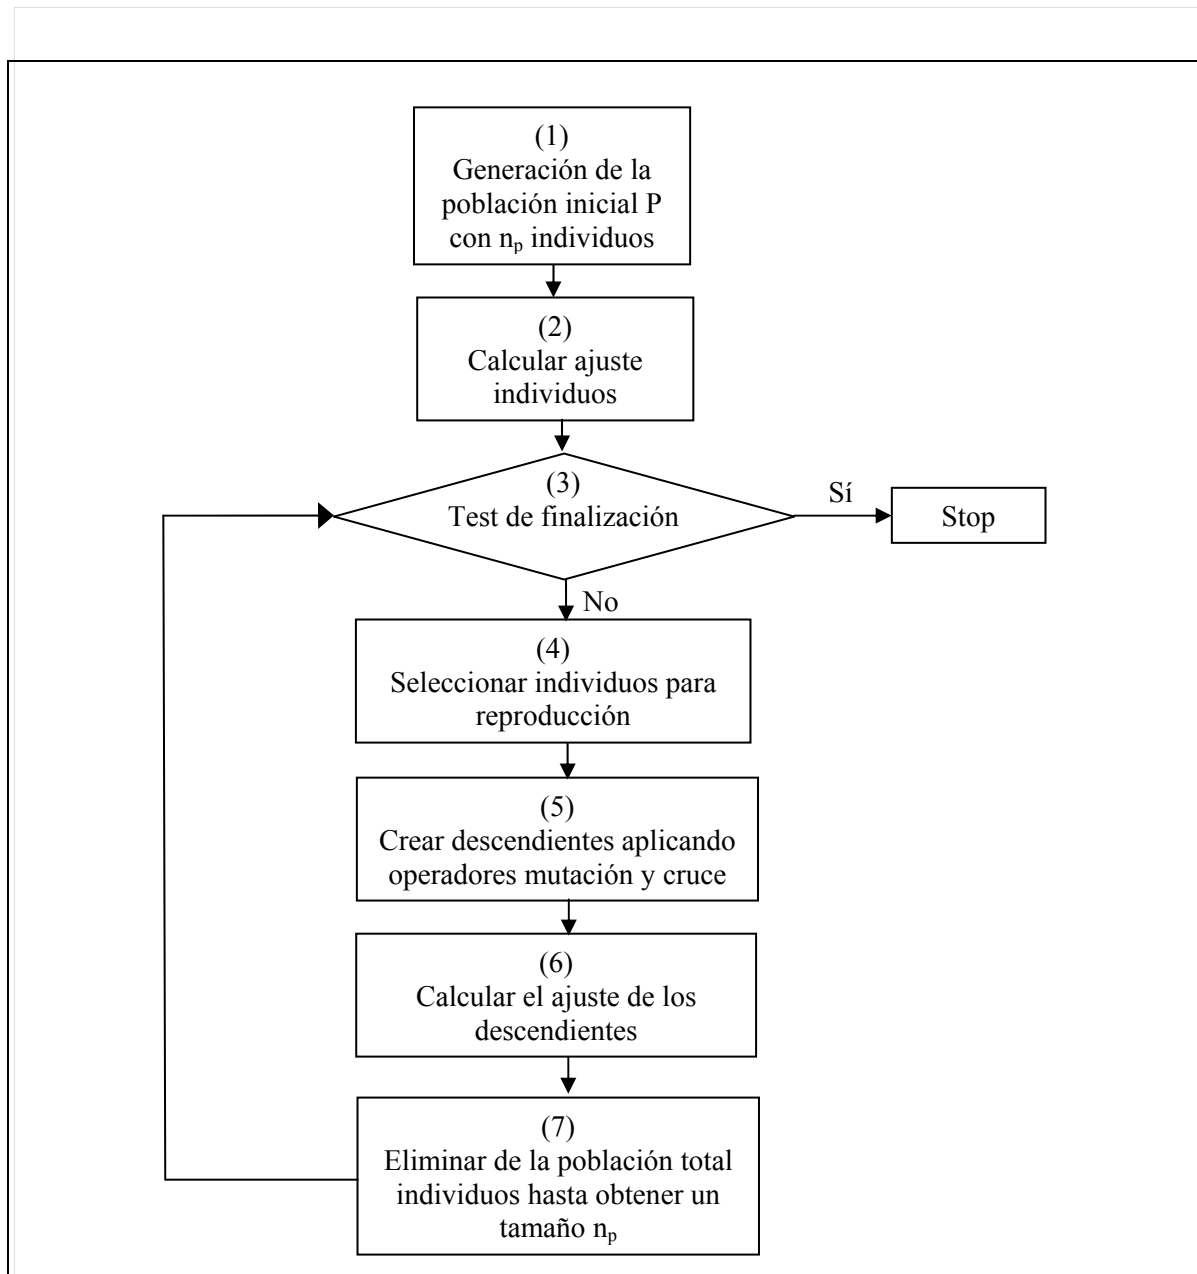 (1)
Generación de la
población inicial P
con nₚ individuos
(2)
Calcular ajuste
individuos
(3)
Test de finalización
Sí
Stop
No
(4)
Seleccionar individuos para
reproducción
(5)
Crear descendientes aplicando
operadores mutación y cruce
(6)
Calcular el ajuste de los
descendientes
(7)
Eliminar de la población total
individuos hasta obtener un
tamaño nₚ